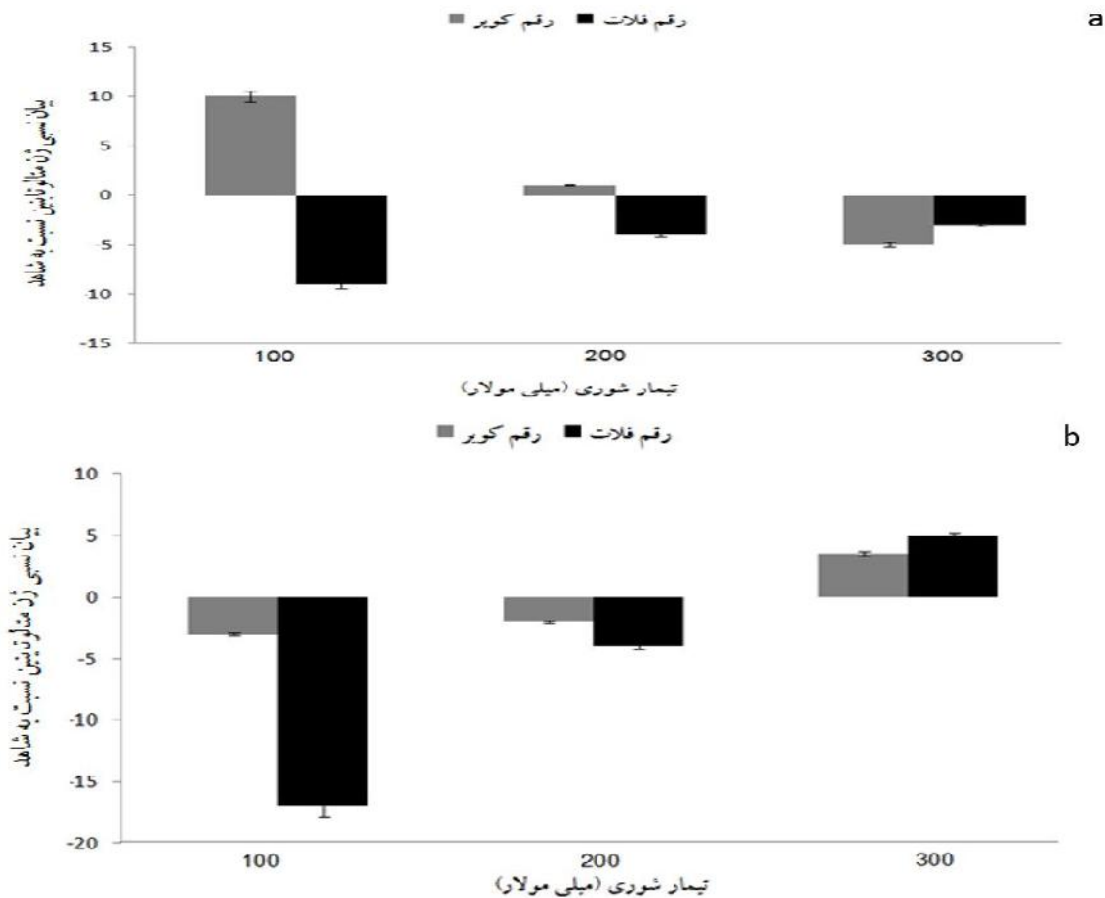 رقم کویر رقم فلات
a
بیان نسبی ژن متالوتاینین نسبت به شاهد
15
10
5
0
-5
-10
-15
100 200 300
تیمار شوری (میلی مولار)
رقم کویر رقم فلات
b
بیان نسبی ژن متالوتاینین نسبت به شاهد
10
5
0
-5
-10
-15
-20
100 200 300
تیمار شوری (میلی مولار)